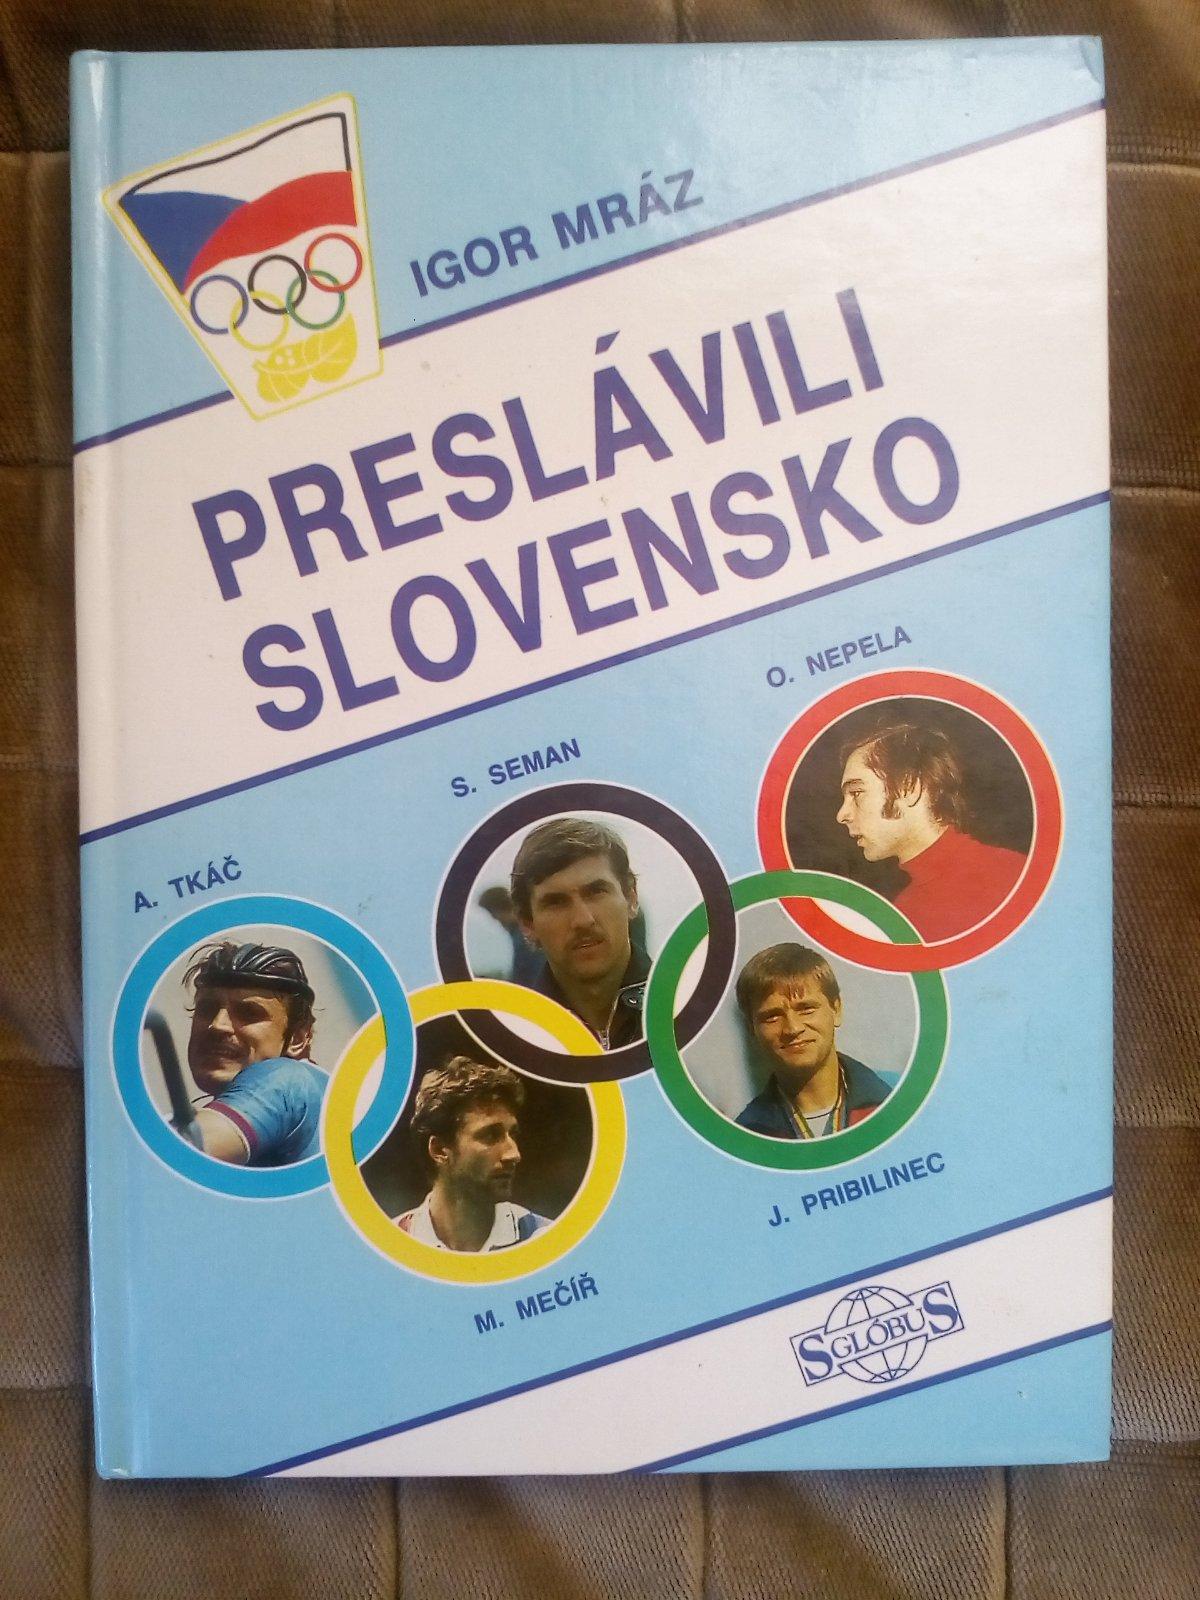 IGOR MRÁZ
PRESLÁVILI
SLOVENSKO
O. NEPELA
S. SEMAN
A. TKÁČ
J. PRIBILINEC
M. MEČÍŘ
SGLÓBUS